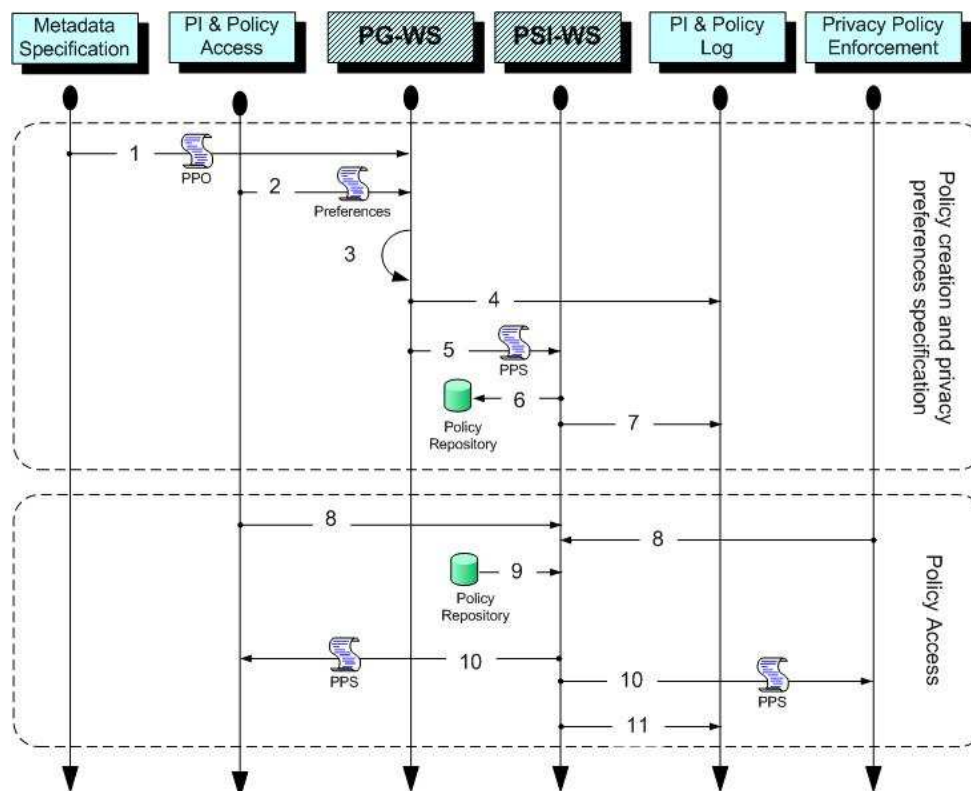 Metadata
Specification
PI & Policy
Access
PG-WS
PSI-WS
PI & Policy
Log
Privacy Policy
Enforcement
Policy creation and privacy
preferences specification
1
PPO
2
Preferences
3
4
5
PPS
6
Policy
Repository
7
Policy Access
8
8
9
Policy
Repository
10
PPS
10
PPS
11